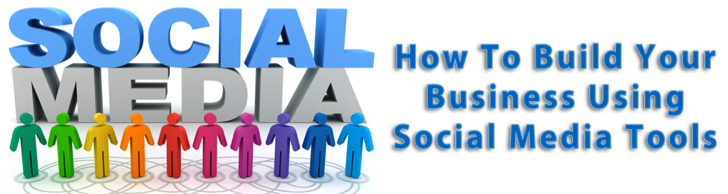 SOCIAL
MEDIA
How To Build Your
Business Using
Social Media Tools